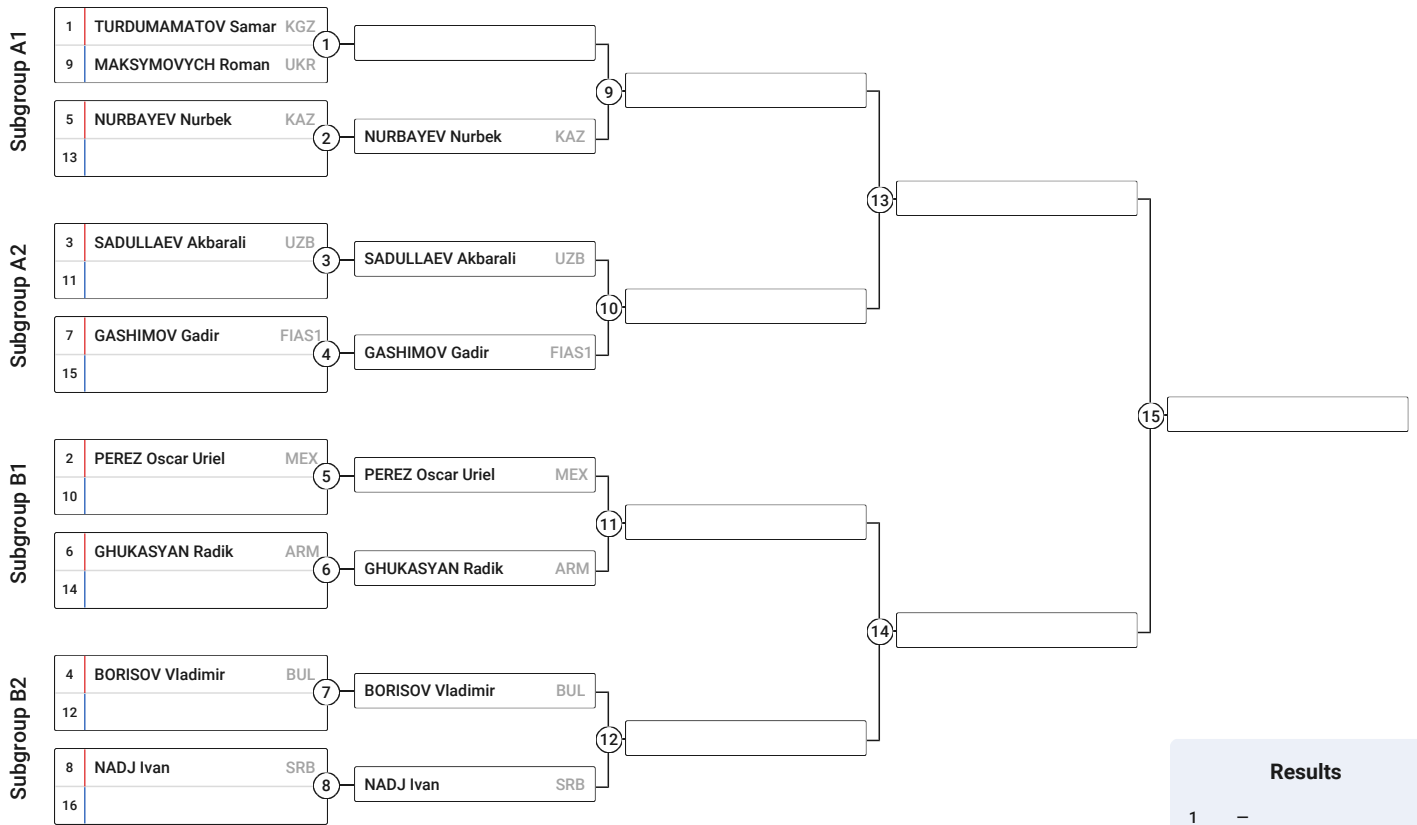 Subgroup A1
1 TURDUMAMATOV Samar KGZ
9 MAKSYMOVYCH Roman UKR
1
5 NURBAYEV Nurbek KAZ
13
2
NURBAYEV Nurbek KAZ
9
Subgroup A2
3 SADULLAEV Akbarali UZB
11
3
SADULLAEV Akbarali UZB
7 GASHIMOV Gadir FIAS1
15
4
GASHIMOV Gadir FIAS1
10
13
Subgroup B1
2 PEREZ Oscar Uriel MEX
10
5
PEREZ Oscar Uriel MEX
6 GHUKASYAN Radik ARM
14
6
GHUKASYAN Radik ARM
11
Subgroup B2
4 BORISOV Vladimir BUL
12
7
BORISOV Vladimir BUL
8 NADJ Ivan SRB
16
8
NADJ Ivan SRB
12
14
15
Results
1 –